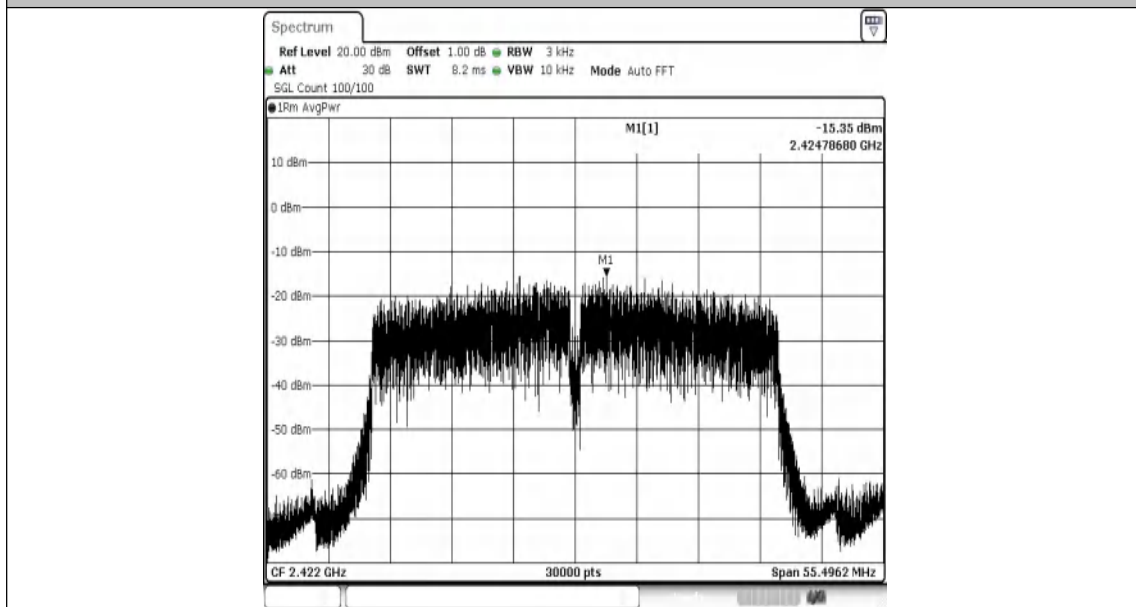 Spectrum
Ref Level 20.00 dBm Offset 1.00 dB RBW 3 kHz
Att 30 dB SWT 8.2 ms VBW 10 kHz Mode Auto FFT
SGL Count 100/100
1Rm AvgPwr
M1[1] -15.35 dBm
2.42478680 GHz
10 dBm
0 dBm
-10 dBm
M1
-20 dBm
-30 dBm
-40 dBm
-50 dBm
-60 dBm
CF 2.422 GHz 30000 pts Span 55.4962 MHz